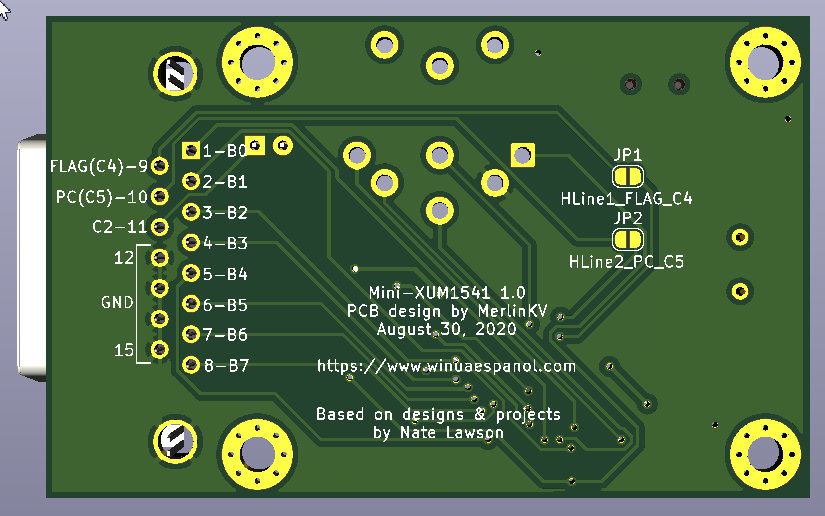 1-B0
FLAG(C4)-9
2-B1
PC(C5)-10
3-B2
C2-11
4-B3
12
5-B4
GND
6-B5
7-B6
15
8-B7
JP1
HLine1_FLAG_C4
JP2
HLine2_PC_C5
Mini-XUM1541 1.0
PCB design by MerlinKV
August 30, 2020
https://www.winuaespanol.com
Based on designs & projects
by Nate Lawson